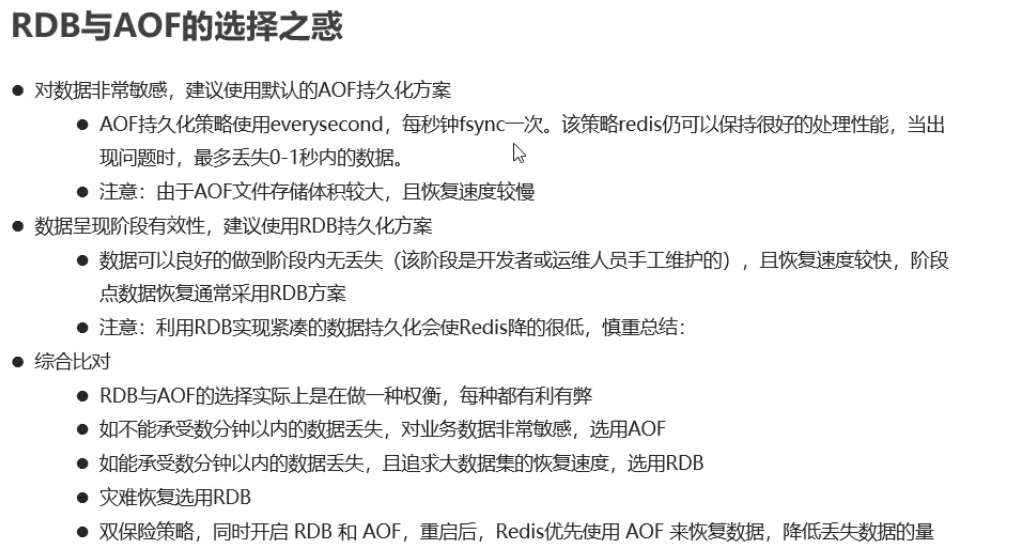 RDB与AOF的选择之惑
● 对数据非常敏感，建议使用默认的AOF持久化方案
● AOF持久化策略使用everysecond，每秒钟fsync一次。该策略redis仍可以保持很好的处理性能，当出
现问题时，最多丢失0-1秒内的数据。
● 注意：由于AOF文件存储体积较大，且恢复速度较慢
● 数据呈现阶段有效性，建议使用RDB持久化方案
● 数据可以良好的做到阶段内无丢失（该阶段是开发者或运维人员手工维护的），且恢复速度较快，阶段
点数据恢复通常采用RDB方案
● 注意：利用RDB实现紧凑的数据持久化会使Redis降的很低，慎重总结：
● 综合比对
● RDB与AOF的选择实际上是在做一种权衡，每种都有利有弊
● 如不能承受数分钟以内的数据丢失，对业务数据非常敏感，选用AOF
● 如能承受数分钟以内的数据丢失，且追求大数据集的恢复速度，选用RDB
● 灾难恢复选用RDB
● 双保险策略，同时开启 RDB 和 AOF，重启后，Redis优先使用 AOF 来恢复数据，降低丢失数据的量